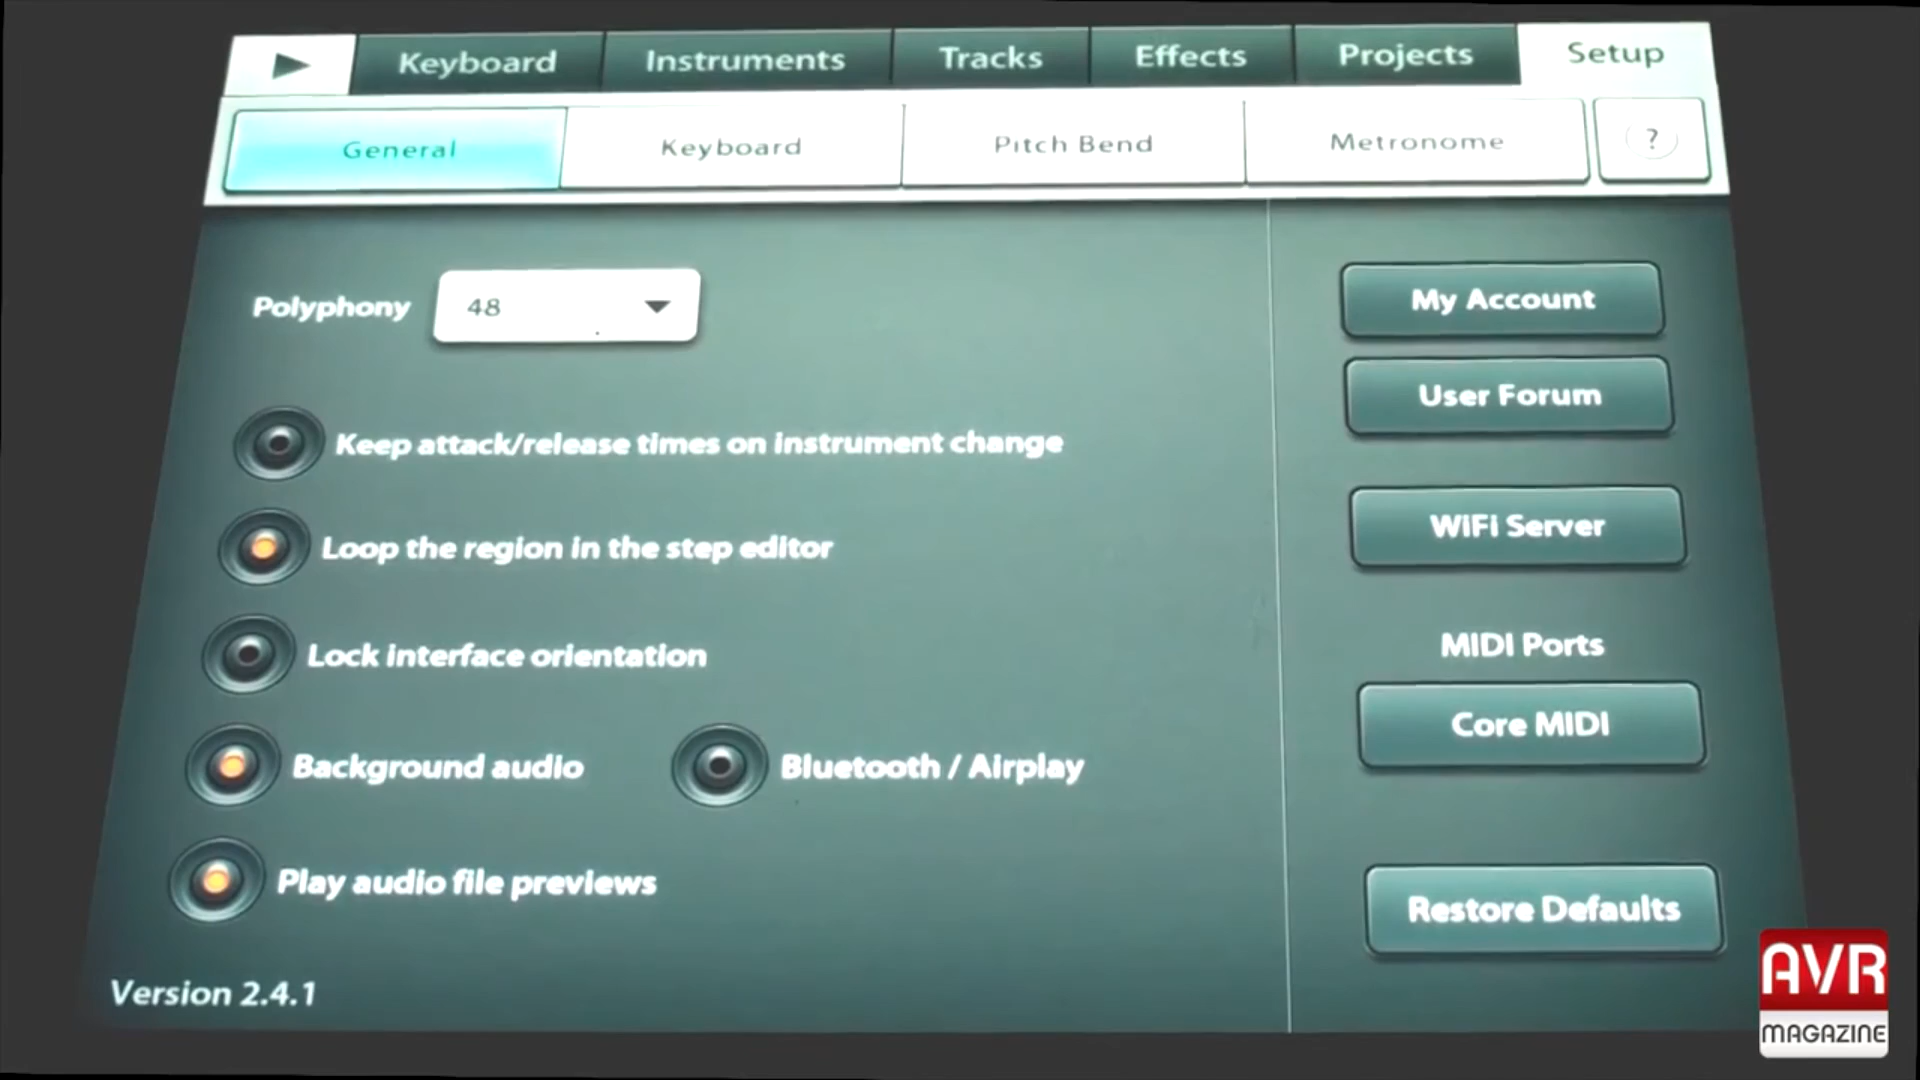 Keyboard Instruments Tracks Effects Projects Setup
General Keyboard Pitch Bend Metronome ?
Polyphony 48
My Account
User Forum
Keep attack/release times on instrument change
Loop the region in the step editor
WiFi Server
Lock interface orientation
MIDI Ports
Core MIDI
Background audio Bluetooth / Airplay
Play audio file previews
Restore Defaults
Version 2.4.1
AVR
MAGAZINE